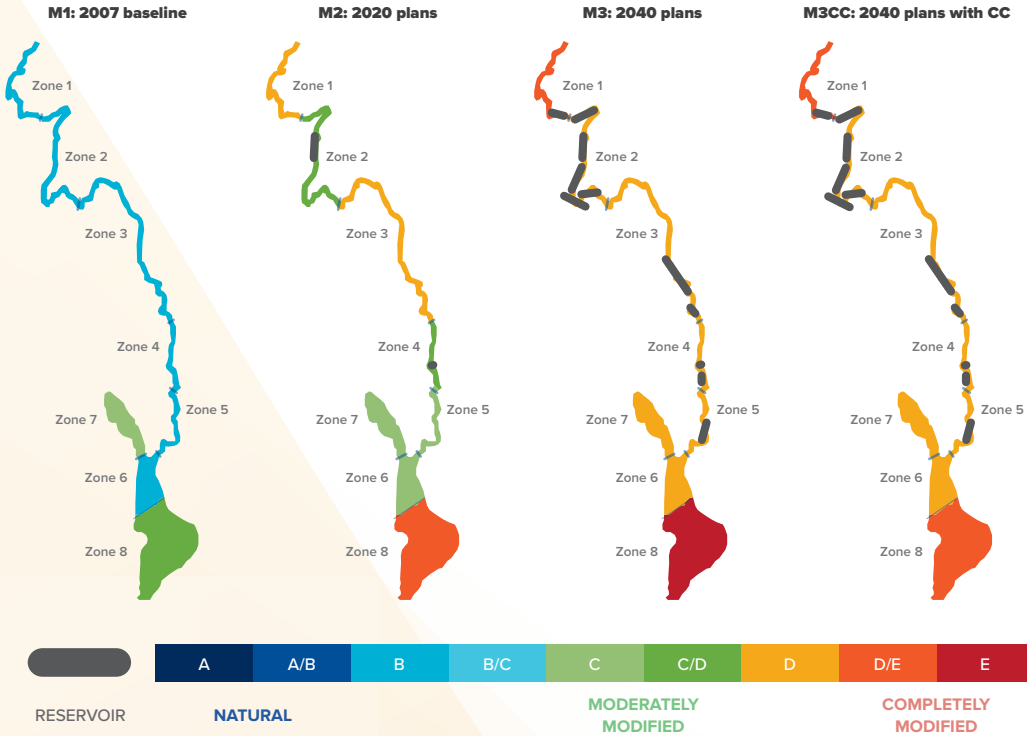 M1: 2007 baseline
M2: 2020 plans
M3: 2040 plans
M3CC: 2040 plans with CC
Zone 1
Zone 2
Zone 3
Zone 4
Zone 5
Zone 7
Zone 6
Zone 8
Zone 1
Zone 2
Zone 3
Zone 4
Zone 5
Zone 7
Zone 6
Zone 8
Zone 1
Zone 2
Zone 3
Zone 4
Zone 5
Zone 7
Zone 6
Zone 8
Zone 1
Zone 2
Zone 3
Zone 4
Zone 5
Zone 7
Zone 6
Zone 8
A A/B B B/C C C/D D D/E E
RESERVOIR
NATURAL
MODERATELY
MODIFIED
COMPLETELY
MODIFIED